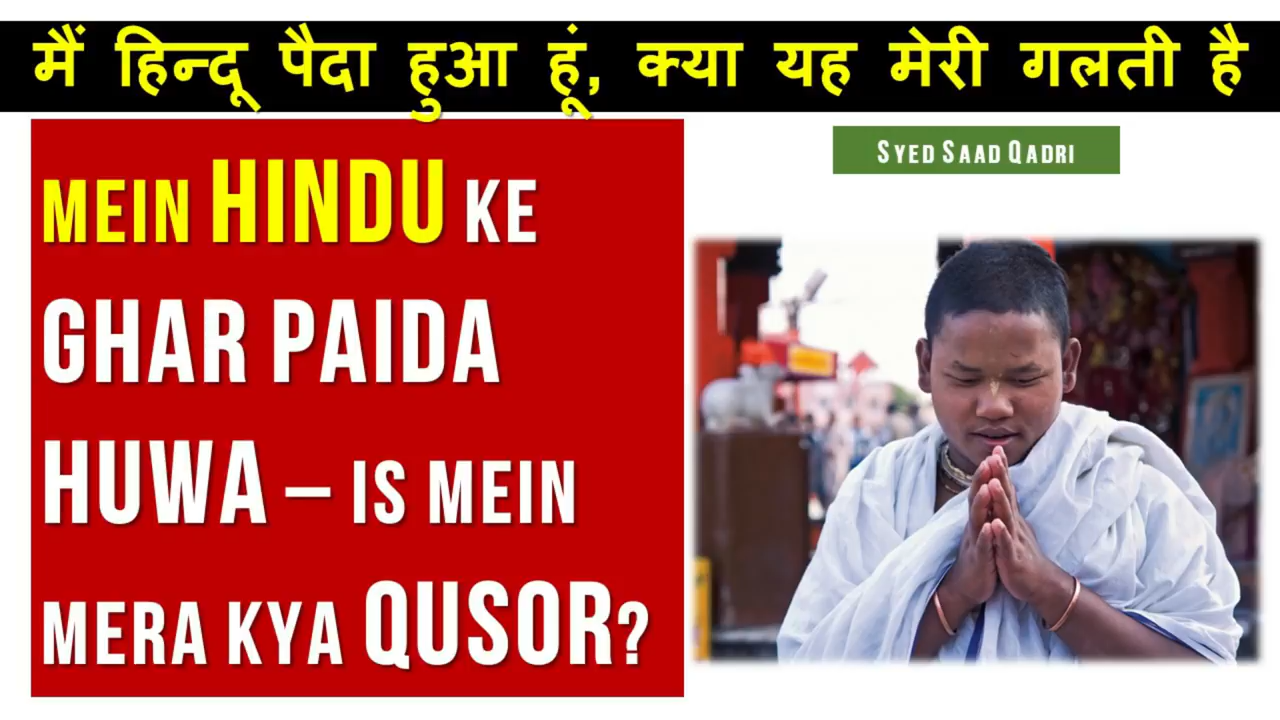 मैं हिन्दू पैदा हुआ हूं, क्या यह मेरी गलती है
SYED SAAD QADRI
MEIN HINDU KE
GHAR PAIDA
HUWA – IS MEIN
MERA KYA QUSOR?